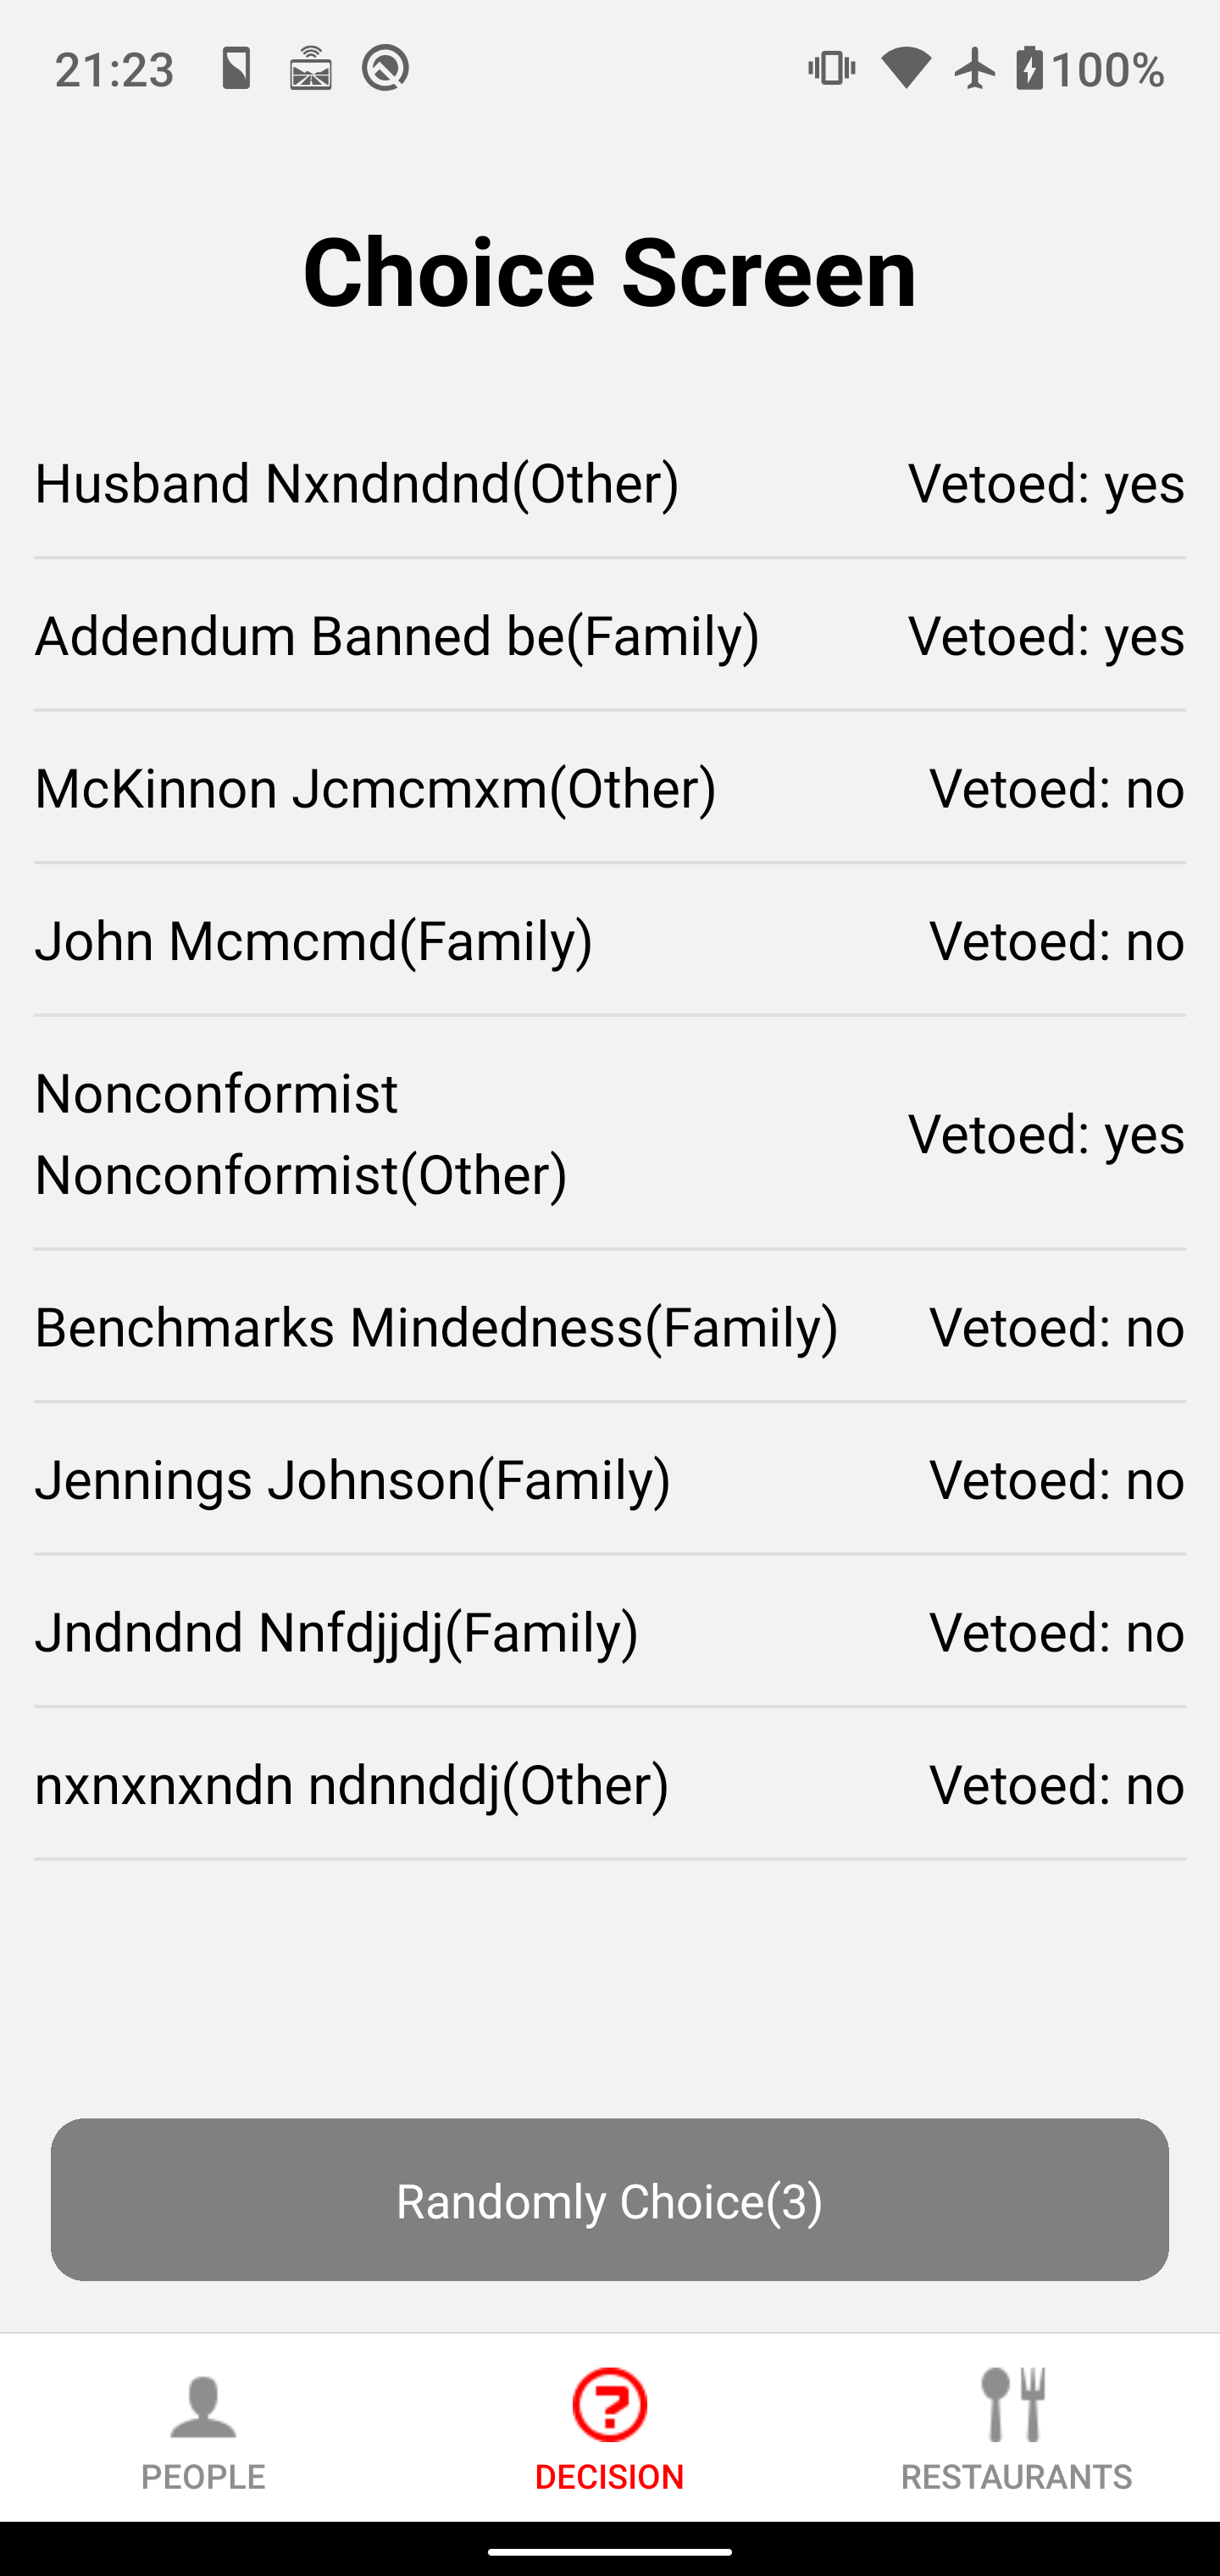 21:23
100%
Choice Screen
Husband Nxndndnd(Other) Vetoed: yes
Addendum Banned be(Family) Vetoed: yes
McKinnon Jcmcmxm(Other) Vetoed: no
John Mcmcmd(Family) Vetoed: no
Nonconformist
Nonconformist(Other) Vetoed: yes
Benchmarks Mindedness(Family) Vetoed: no
Jennings Johnson(Family) Vetoed: no
Jndndnd Nnfdjjdj(Family) Vetoed: no
nxnxnxndn ndnnddj(Other) Vetoed: no
Randomly Choice(3)
PEOPLE
DECISION
RESTAURANTS